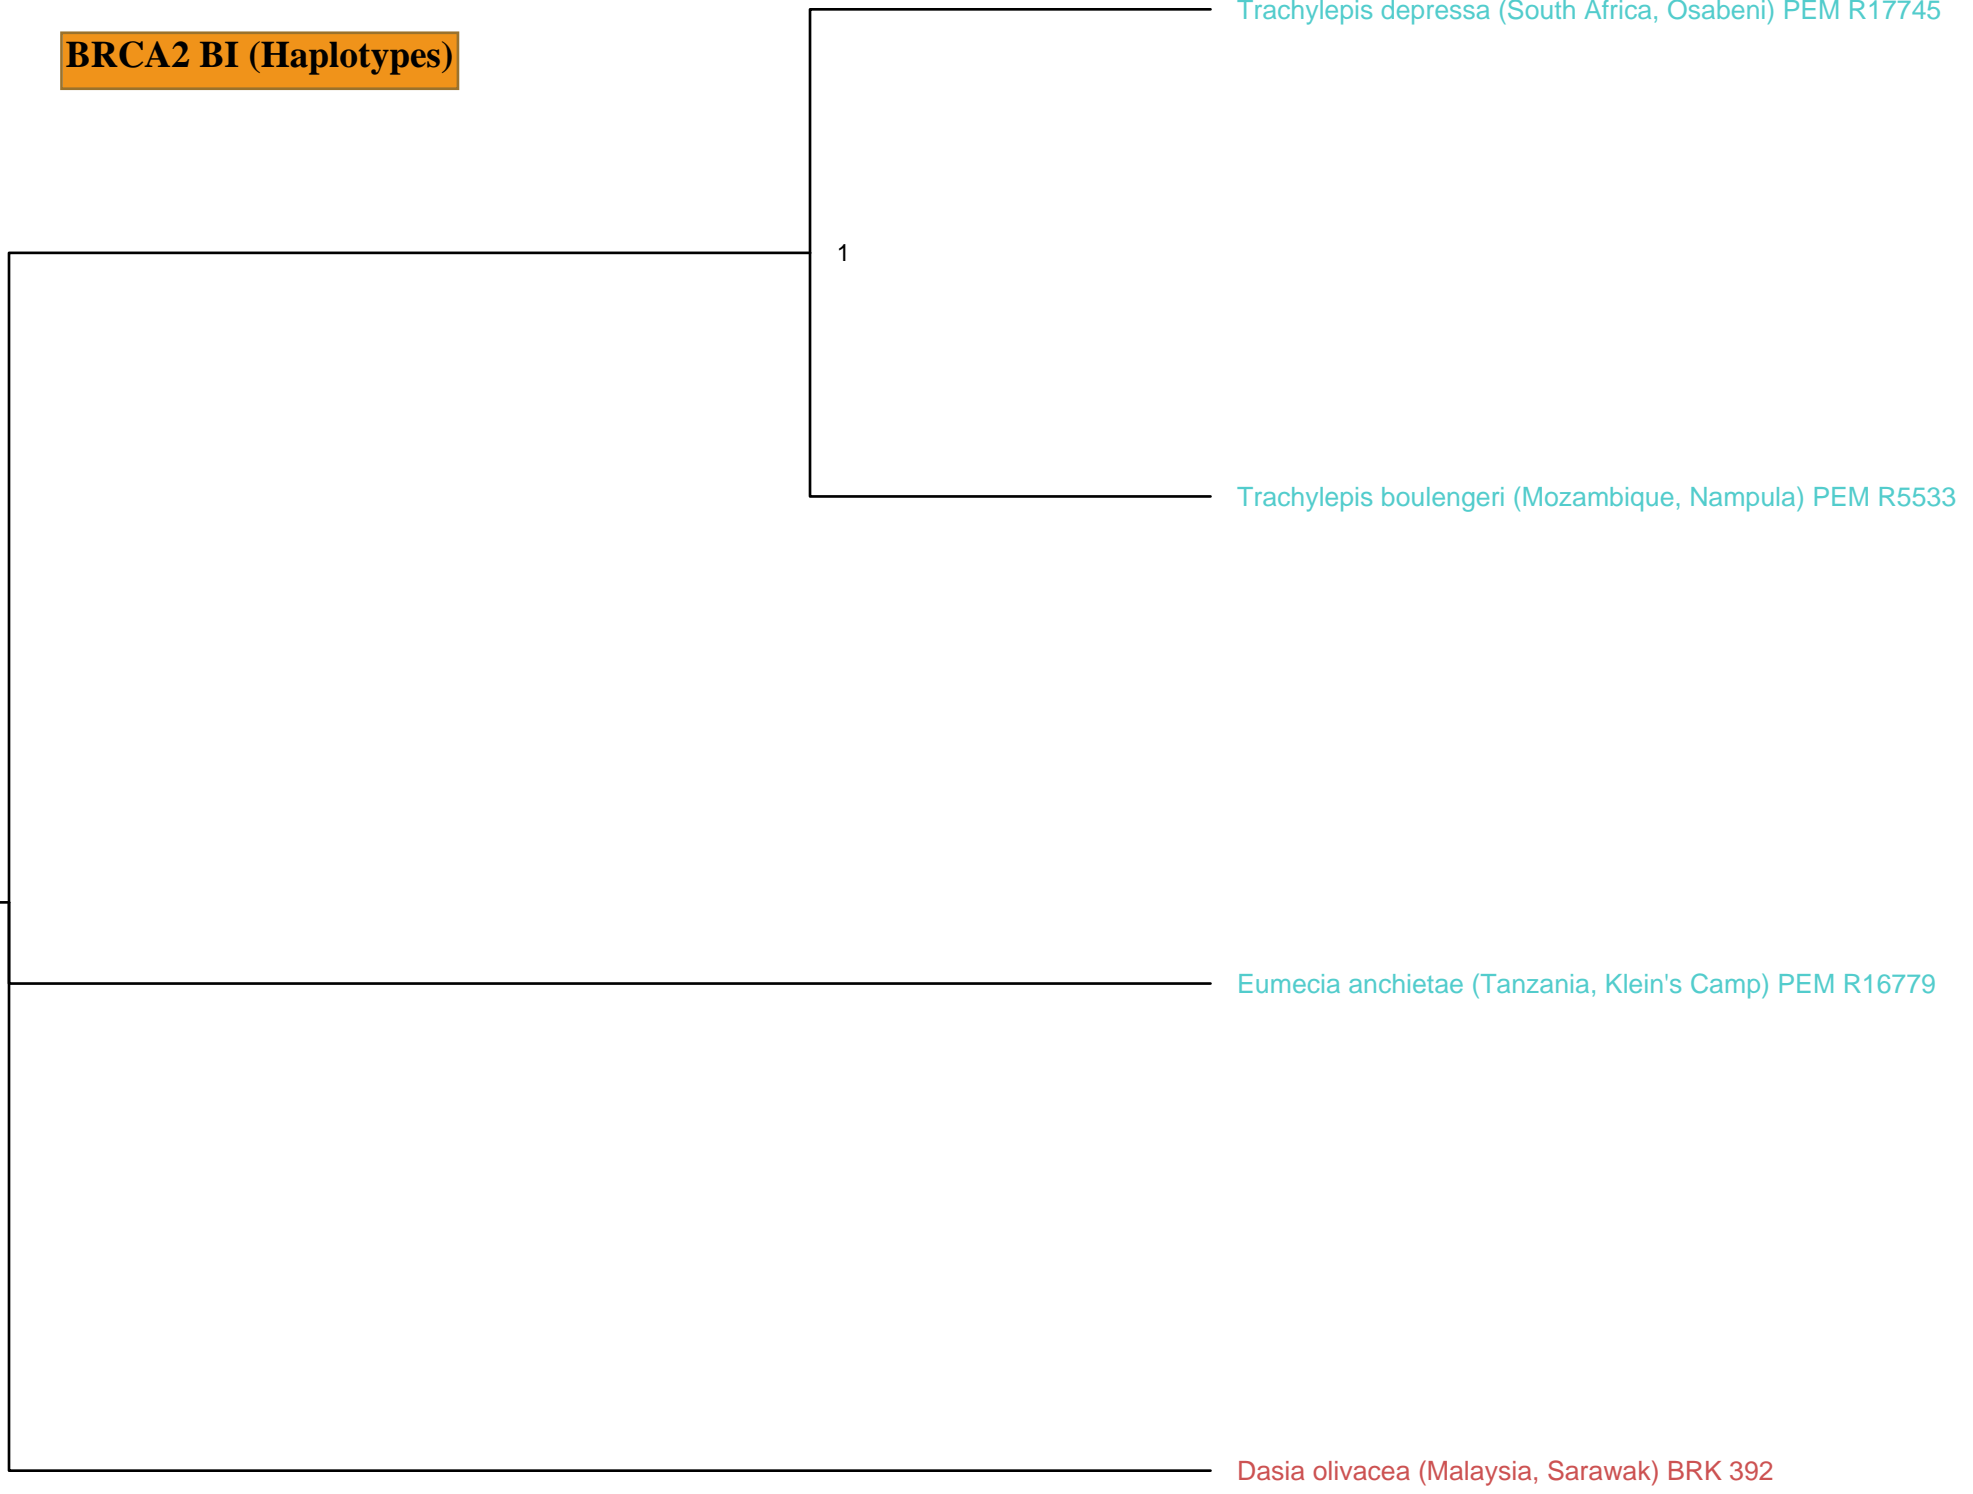 Trachylepis depressa (South Africa, Osabeni) PEM R17745
BRCA2 BI (Haplotypes)
1
Trachylepis boulengeri (Mozambique, Nampula) PEM R5533
Eumecia anchietae (Tanzania, Klein's Camp) PEM R16779
Dasia olivacea (Malaysia, Sarawak) BRK 392